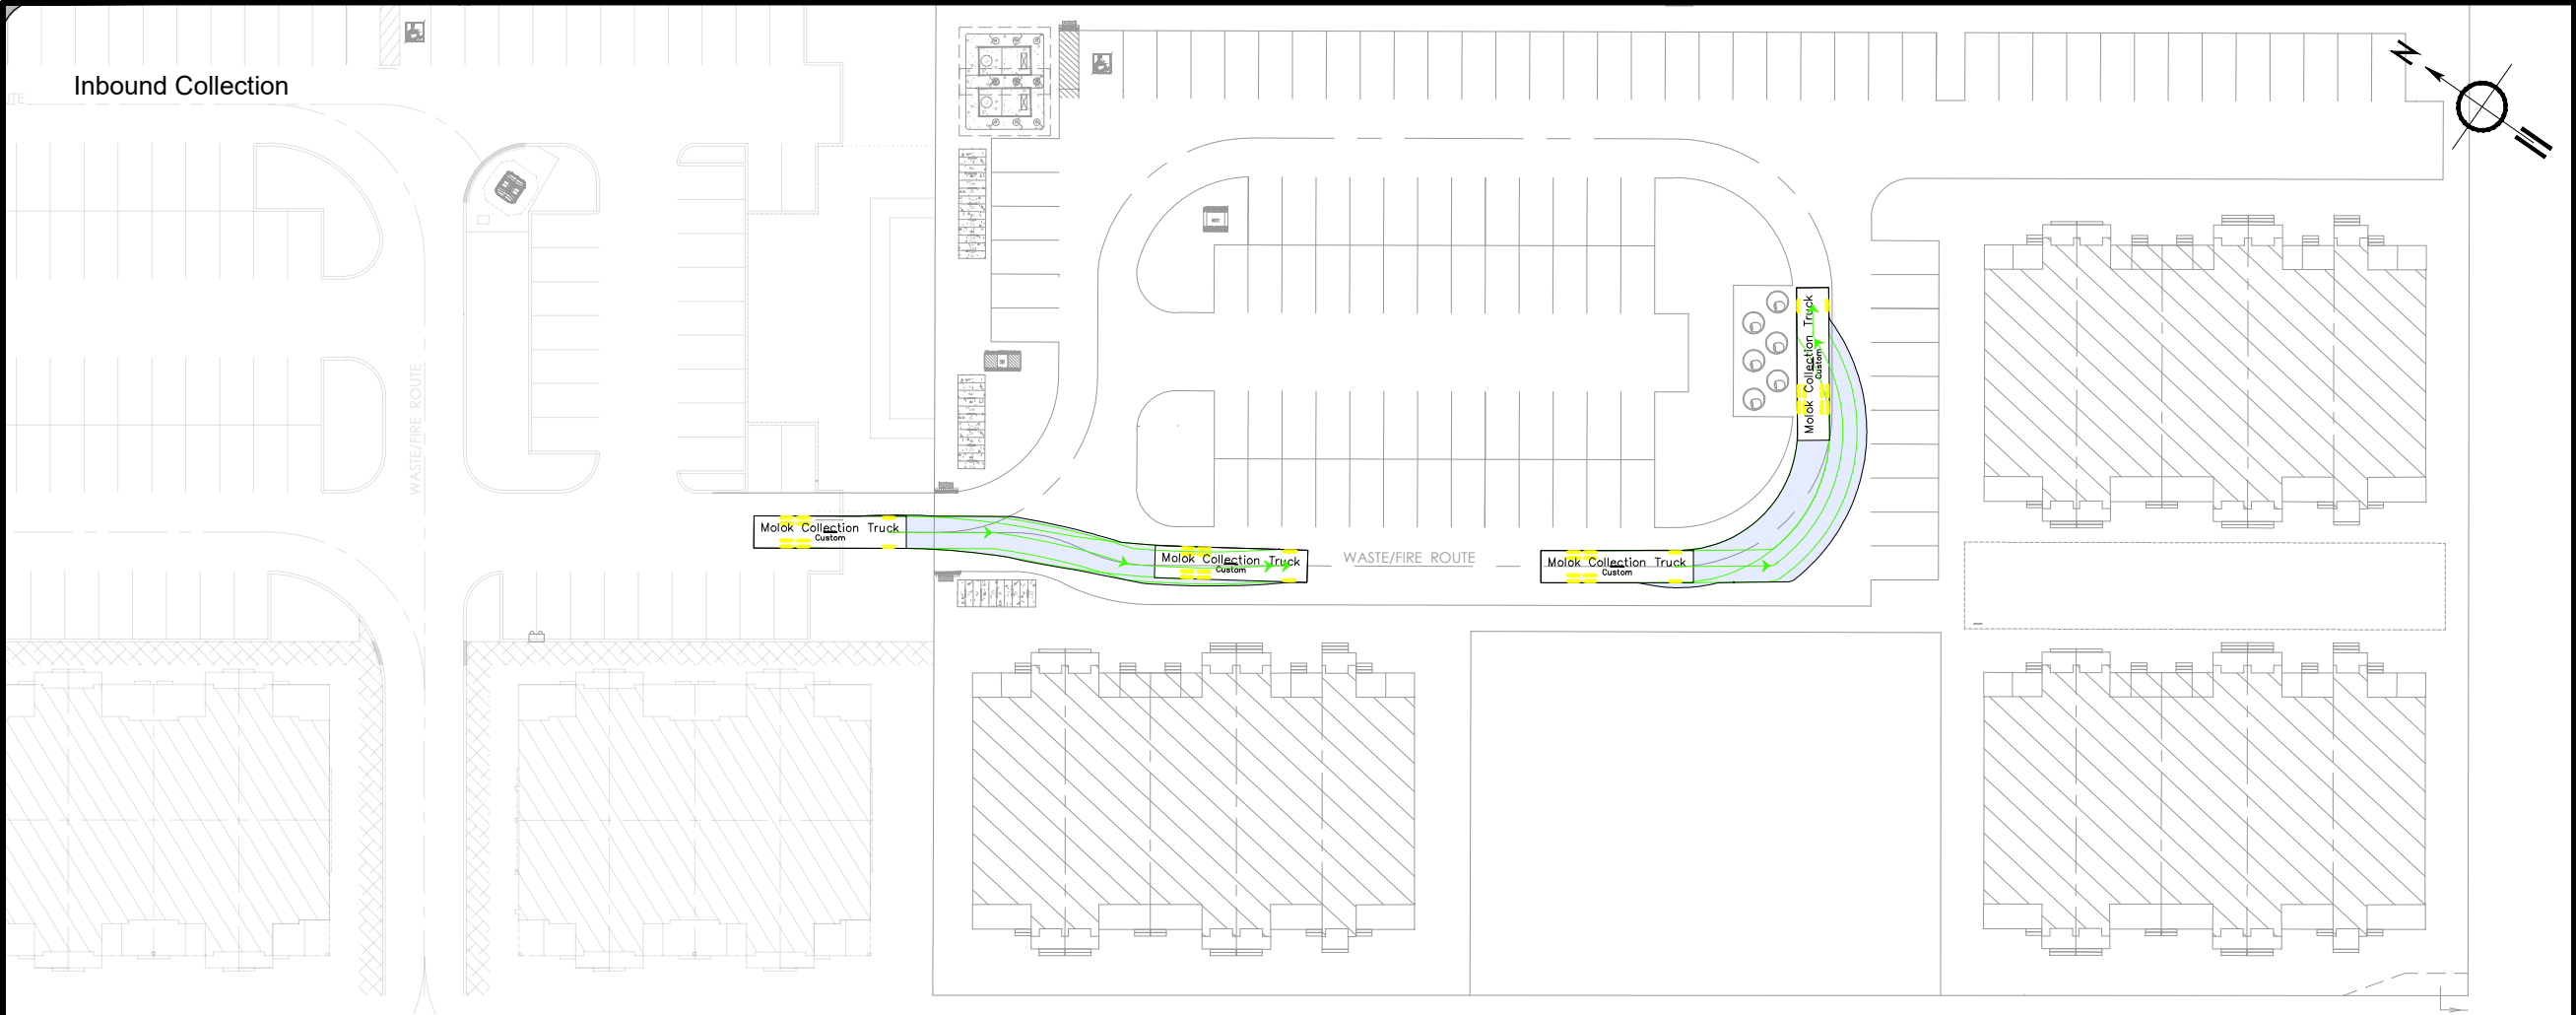 Inbound Collection
UTE
N
WASTE/FIRE ROUTE
Molok Collection Truck
Custom
Molok Collection Truck
Custom
WASTE/FIRE ROUTE
Molok Collection Truck
Custom
Molok Collection Truck
Custom